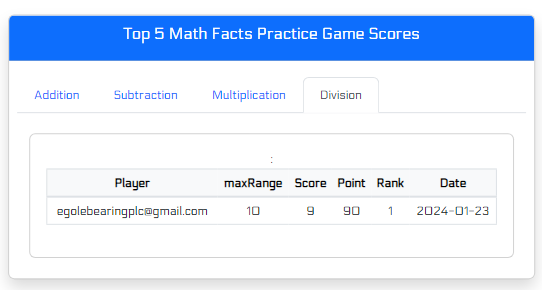 Top 5 Math Facts Practice Game Scores
Addition Subtraction Multiplication Division
:
Player maxRange Score Point Rank Date
egolebearingplc@gmail.com 10 9 90 1 2024-01-23